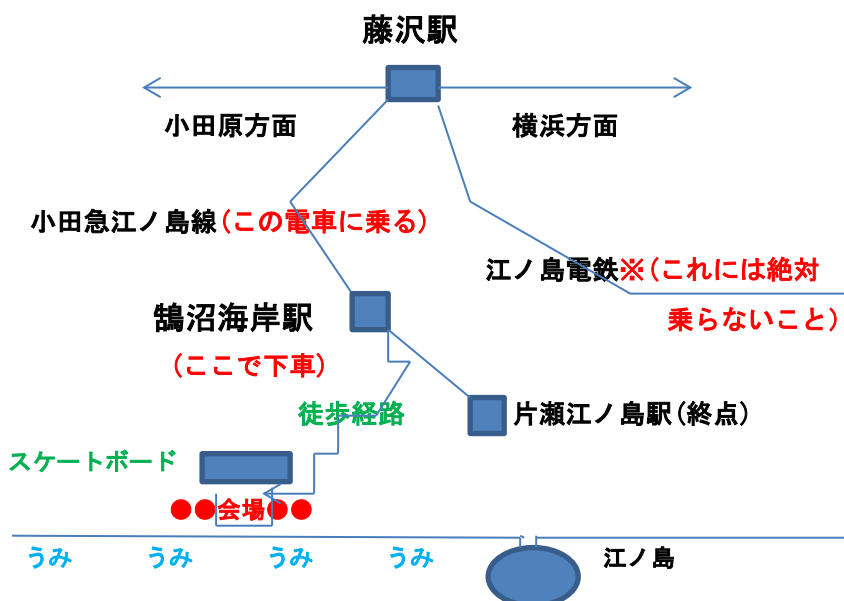 藤沢駅
小田原方面
横浜方面
小田急江ノ島線(この電車に乗る)
江ノ島電鉄※(これには絶対
乗らないこと)
鵠沼海岸駅
(ここで下車)
徒歩経路
片瀬江ノ島駅(終点)
スケートボード
●●会場●●
うみ
うみ
うみ
うみ
江ノ島